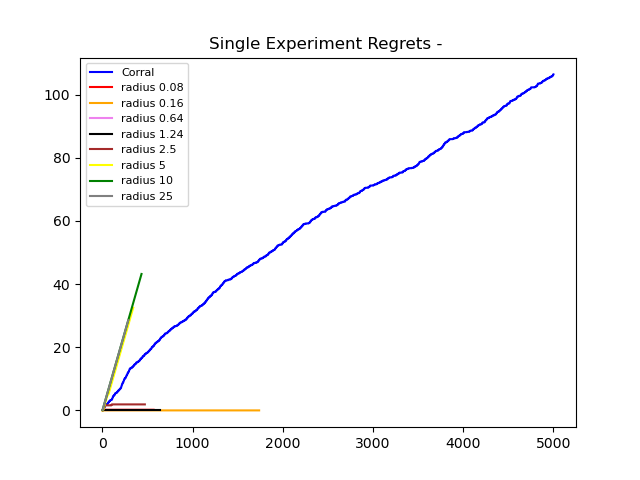 Single Experiment Regrets -
Corral
radius 0.08
radius 0.16
radius 0.64
radius 1.24
radius 2.5
radius 5
radius 10
radius 25
100
80
60
40
20
0
0 1000 2000 3000 4000 5000